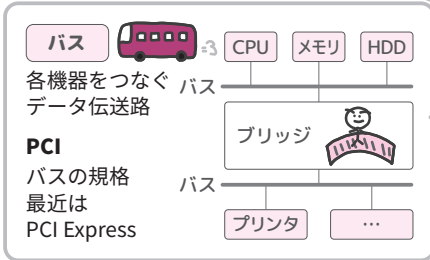 バス
各機器をつなぐ
データ伝送路
PCI
バスの規格
最近は
PCI Express
CPU
メモリ
HDD
バス
ブリッジ
バス
プリンタ
…